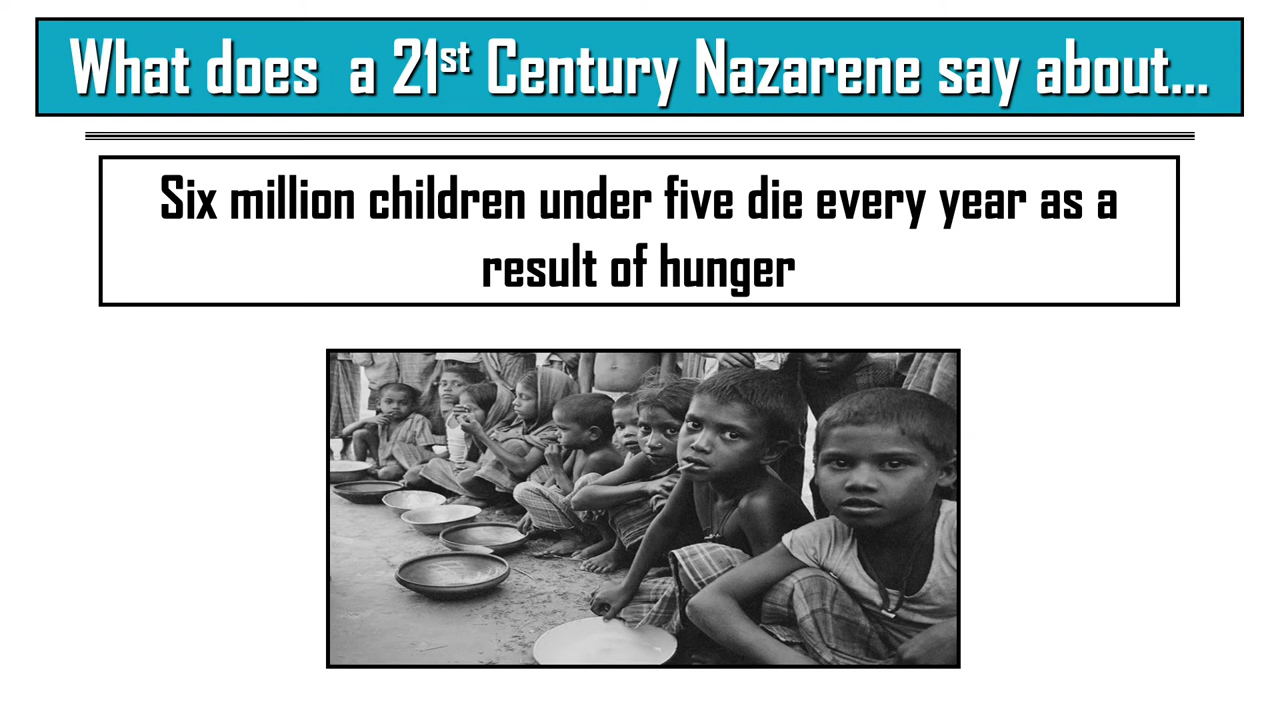 What does a 21st Century Nazarene say about...
Six million children under five die every year as a
result of hunger